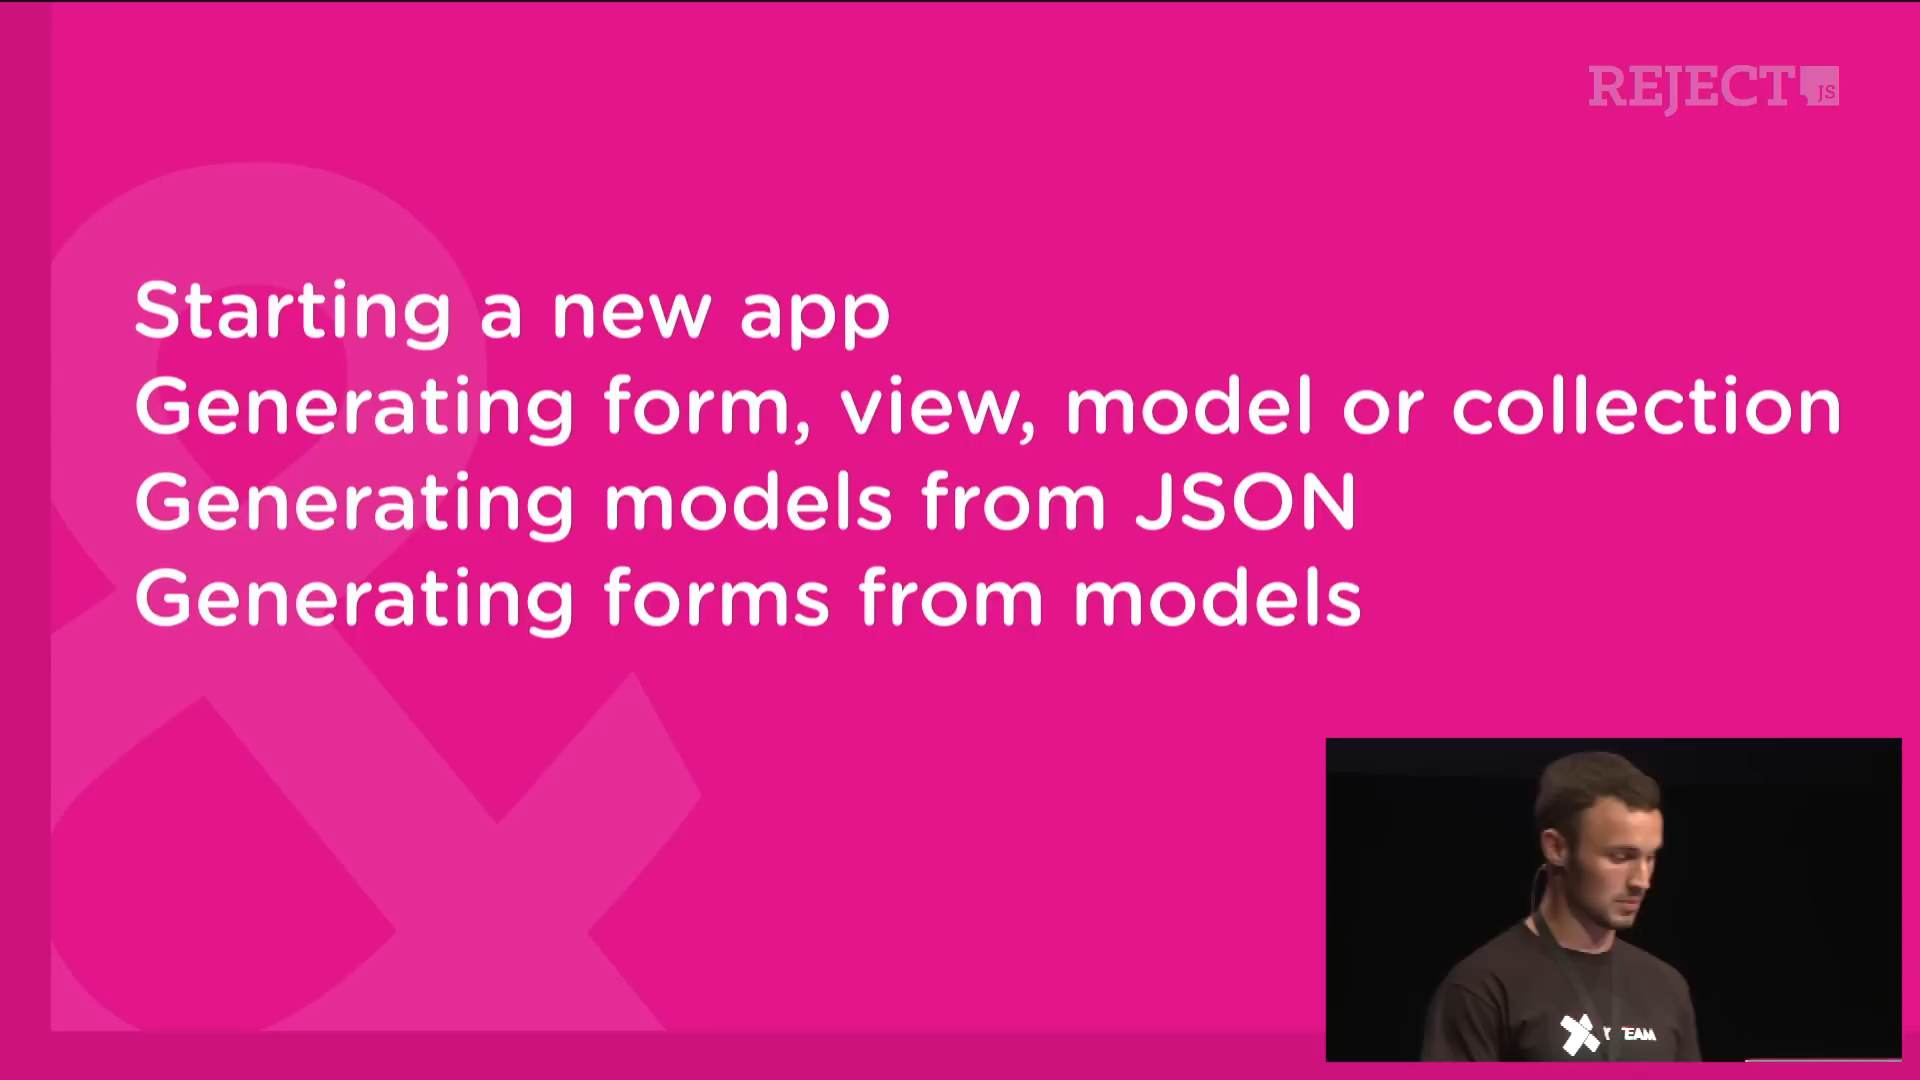 REJECT JS
Starting a new app
Generating form, view, model or collection
Generating models from JSON
Generating forms from models
TEAM